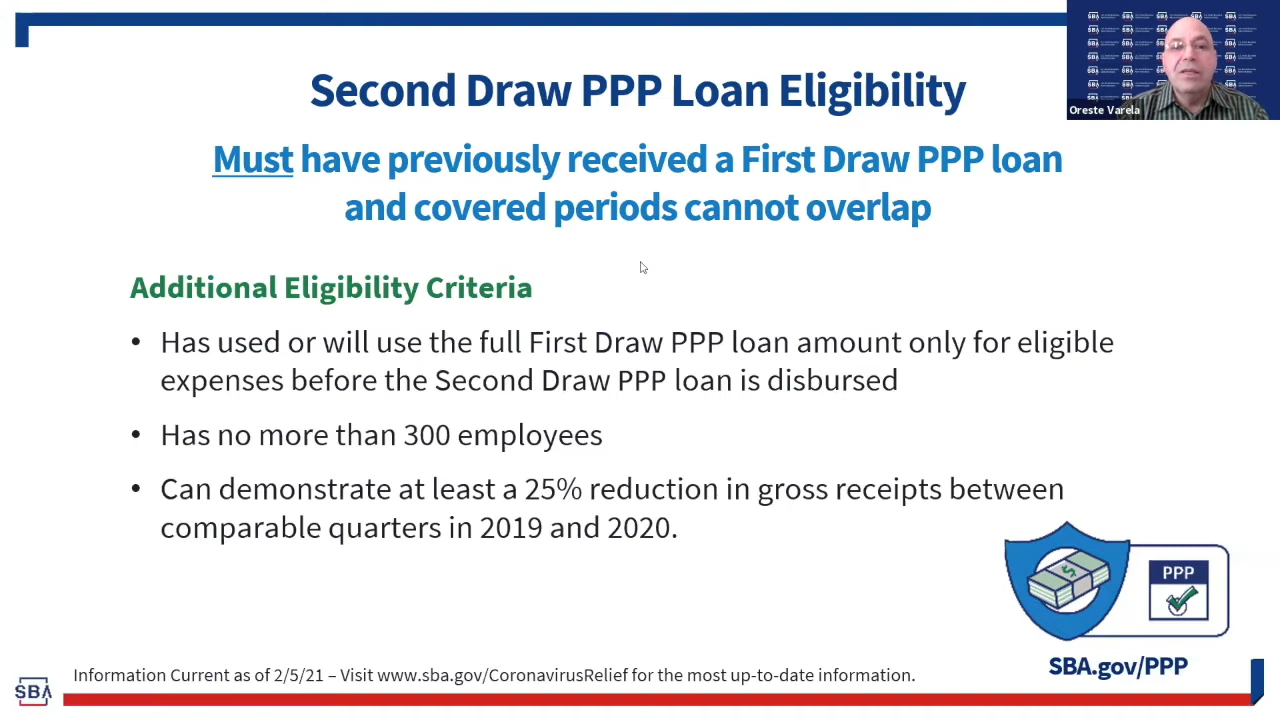 Second Draw PPP Loan Eligibility
Must have previously received a First Draw PPP loan
and covered periods cannot overlap
Additional Eligibility Criteria
• Has used or will use the full First Draw PPP loan amount only for eligible
expenses before the Second Draw PPP loan is disbursed
• Has no more than 300 employees
• Can demonstrate at least a 25% reduction in gross receipts between
comparable quarters in 2019 and 2020.
PPP
SBA.gov/PPP
Information Current as of 2/5/21 – Visit www.sba.gov/CoronavirusRelief for the most up-to-date information.
SBA
Oreste Varela